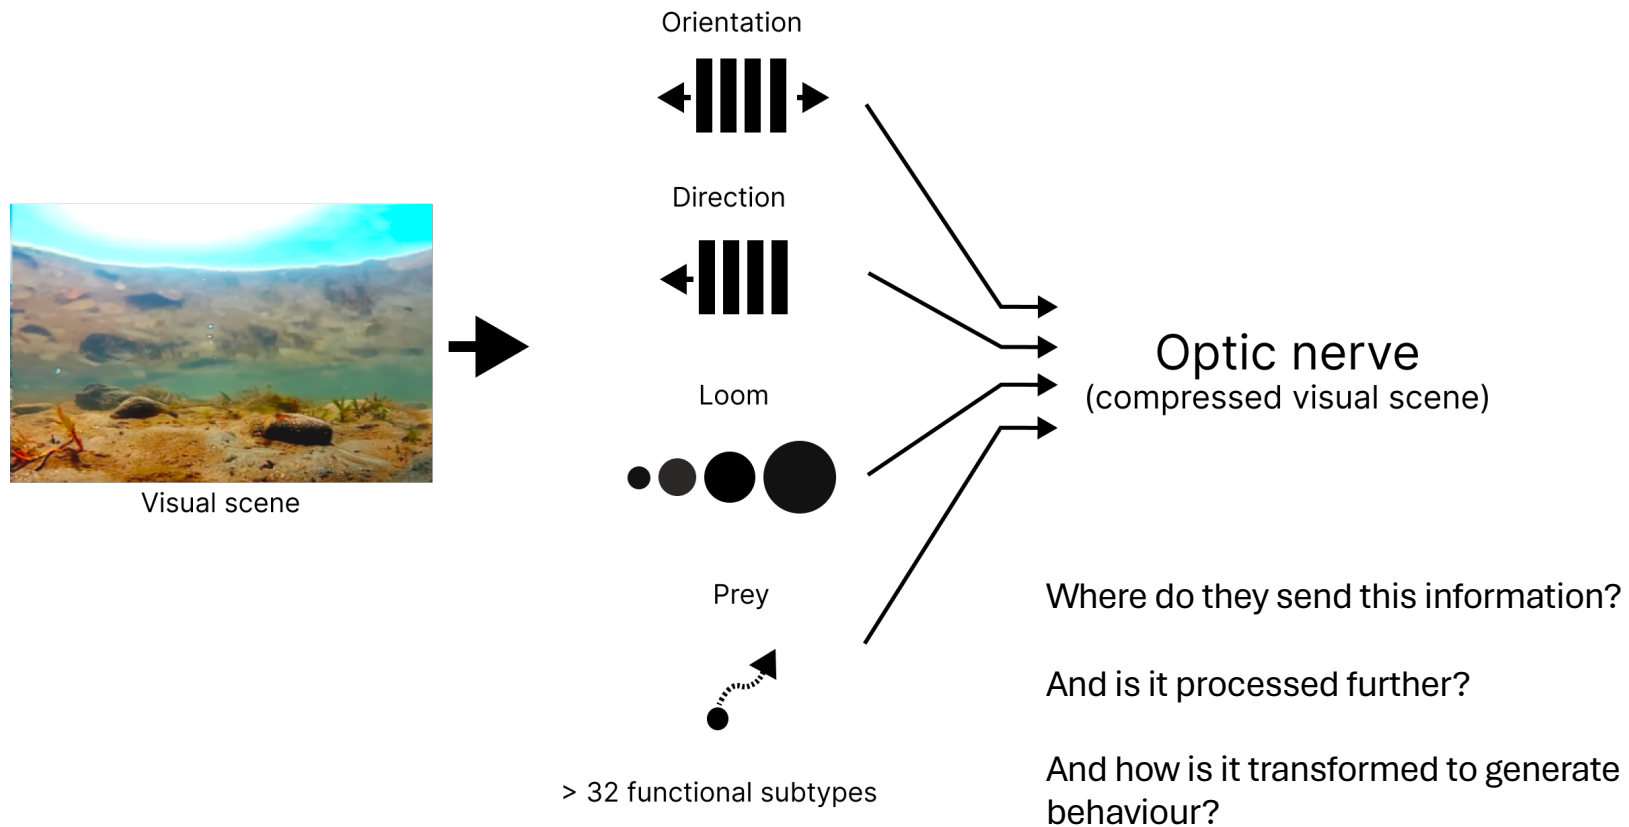 Orientation
Direction
Loom
Prey
> 32 functional subtypes
Visual scene
Optic nerve
(compressed visual scene)
Where do they send this information?
And is it processed further?
And how is it transformed to generate
behaviour?